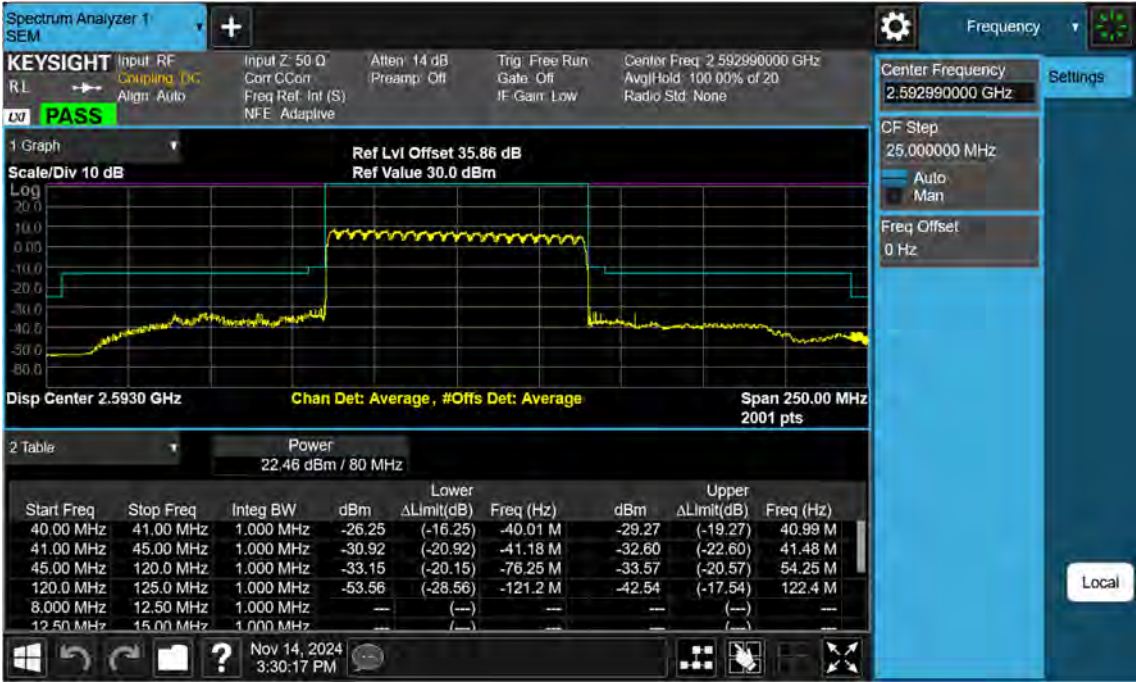 Spectrum Analyzer 1
SEM
Frequency
KEYSIGHT Input: RF Input Z: 50 Ω Atten: 14 dB Trig: Free Run Center Freq: 2.592990000 GHz
RL Coupling: DC Corr CCorr Preamp: Off Gate: Off Avg|Hold: 100.00% of 20
Align: Auto Freq Ref: Int (S) IF Gain: Low Radio Std: None
LXI PASS NFE: Adaptive
Center Frequency
2.592990000 GHz
Settings
CF Step
25.000000 MHz
Auto
Man
Freq Offset
0 Hz
1 Graph
Ref Lvl Offset 35.86 dB
Scale/Div 10 dB Ref Value 30.0 dBm
Log
20.0
10.0
0.00
-10.0
-30.0
-40.0
-50.0
-60.0
Disp Center 2.5930 GHz Chan Det: Average, #Offs Det: Average Span 250.00 MHz
2001 pts
2 Table
Power
22.46 dBm / 80 MHz
Lower Upper
Start Freq Stop Freq Integ BW dBm ΔLimit(dB) Freq (Hz) dBm ΔLimit(dB) Freq (Hz)
40.00 MHz 41.00 MHz 1.000 MHz -26.25 (-16.25) -40.01 M -29.27 (-19.27) 40.99 M
41.00 MHz 45.00 MHz 1.000 MHz -30.92 (-20.92) -41.18 M -32.60 (-22.60) 41.48 M
45.00 MHz 120.0 MHz 1.000 MHz -33.15 (-20.15) -76.25 M -33.57 (-20.57) 54.25 M
120.0 MHz 125.0 MHz 1.000 MHz -53.56 (-28.56) -121.2 M -42.54 (-17.54) 122.4 M
8.000 MHz 12.50 MHz 1.000 MHz --- (---) --- --- (---) ---
12.50 MHz 15.00 MHz 1.000 MHz --- (---) --- --- (---) ---
Local
? Nov 14, 2024
3:30:17 PM